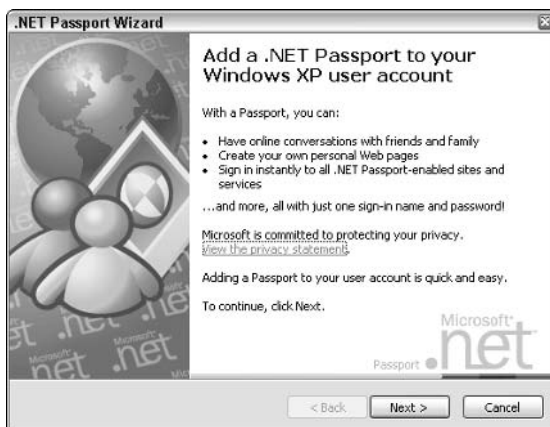 .NET Passport Wizard
Add a .NET Passport to your
Windows XP user account
With a Passport, you can:
• Have online conversations with friends and family
• Create your own personal Web pages
• Sign in instantly to all .NET Passport-enabled sites and
services
...and more, all with just one sign-in name and password!
Microsoft is committed to protecting your privacy.
View the privacy statement.
Adding a Passport to your user account is quick and easy.
To continue, click Next.
Microsoft
Passport net
< Back Next > Cancel